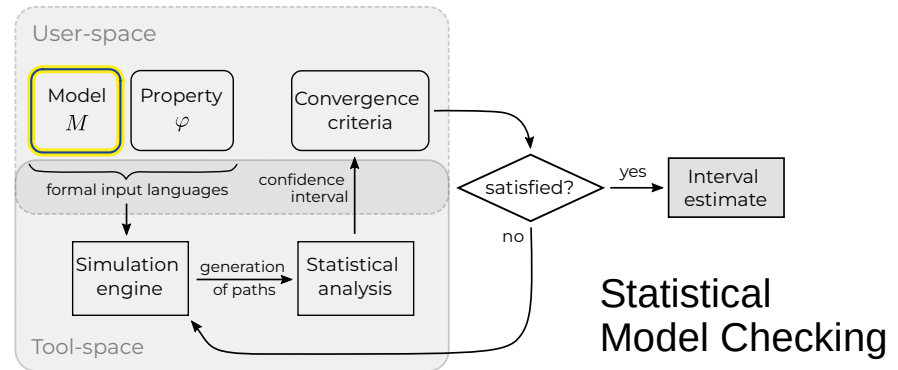 User-space
Model
M
Property
φ
Convergence
criteria
formal input languages
confidence
interval
satisfied?
yes
Interval
estimate
no
Simulation
engine
generation
of paths
Statistical
analysis
Tool-space
Statistical
Model Checking